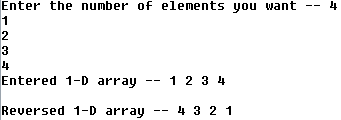 Enter the number of elements you want -- 4
1
2
3
4
Entered 1-D array -- 1 2 3 4
Reversed 1-D array -- 4 3 2 1